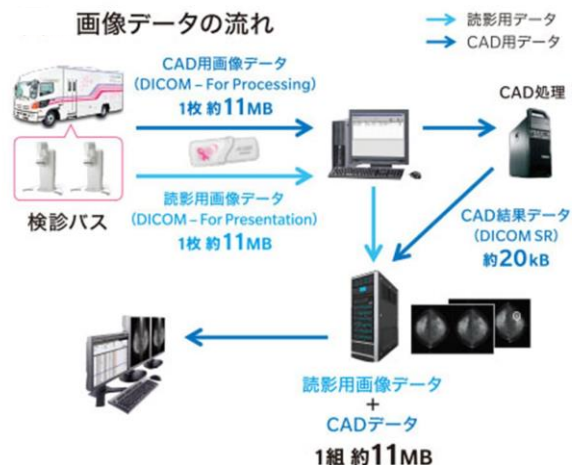 画像データの流れ
読影用データ
CAD用データ
CAD用画像データ
(DICOM – For Processing)
1枚 約11MB
CAD処理
読影用画像データ
(DICOM – For Presentation)
1枚 約11MB
検診バス
CAD結果データ
(DICOM SR)
約20kB
読影用画像データ
+
CADデータ
1組 約11MB